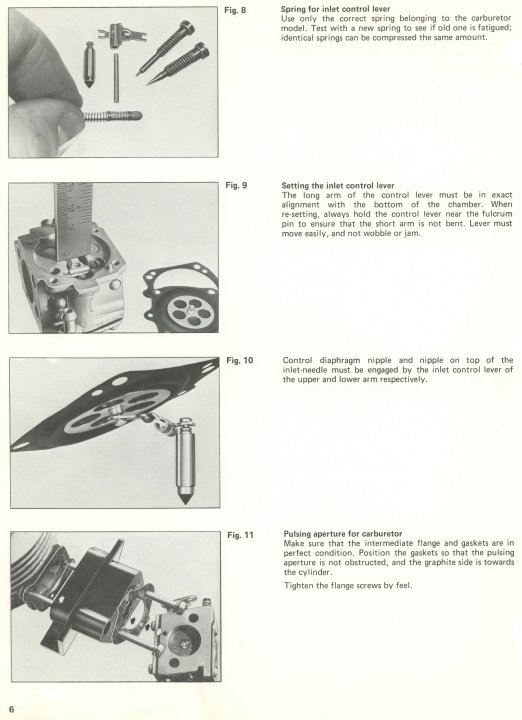 Fig. 8
Spring for inlet control lever
Use only the correct spring belonging to the carburetor
model. Test with a new spring to see if old one is fatigued;
identical springs can be compressed the same amount.
Fig. 9
Setting the inlet control lever
The long arm of the control lever must be in exact
alignment with the bottom of the chamber. When
re-setting, always hold the control lever near the fulcrum
pin to ensure that the short arm is not bent. Lever must
move easily, and not wobble or jam.
Fig. 10
Control diaphragm nipple and nipple on top of the
inlet-needle must be engaged by the inlet control lever of
the upper and lower arm respectively.
Fig. 11
Pulsing aperture for carburetor
Make sure that the intermediate flange and gaskets are in
perfect condition. Position the gaskets so that the pulsing
aperture is not obstructed, and the graphite side is towards
the cylinder.
Tighten the flange screws by feel.
6